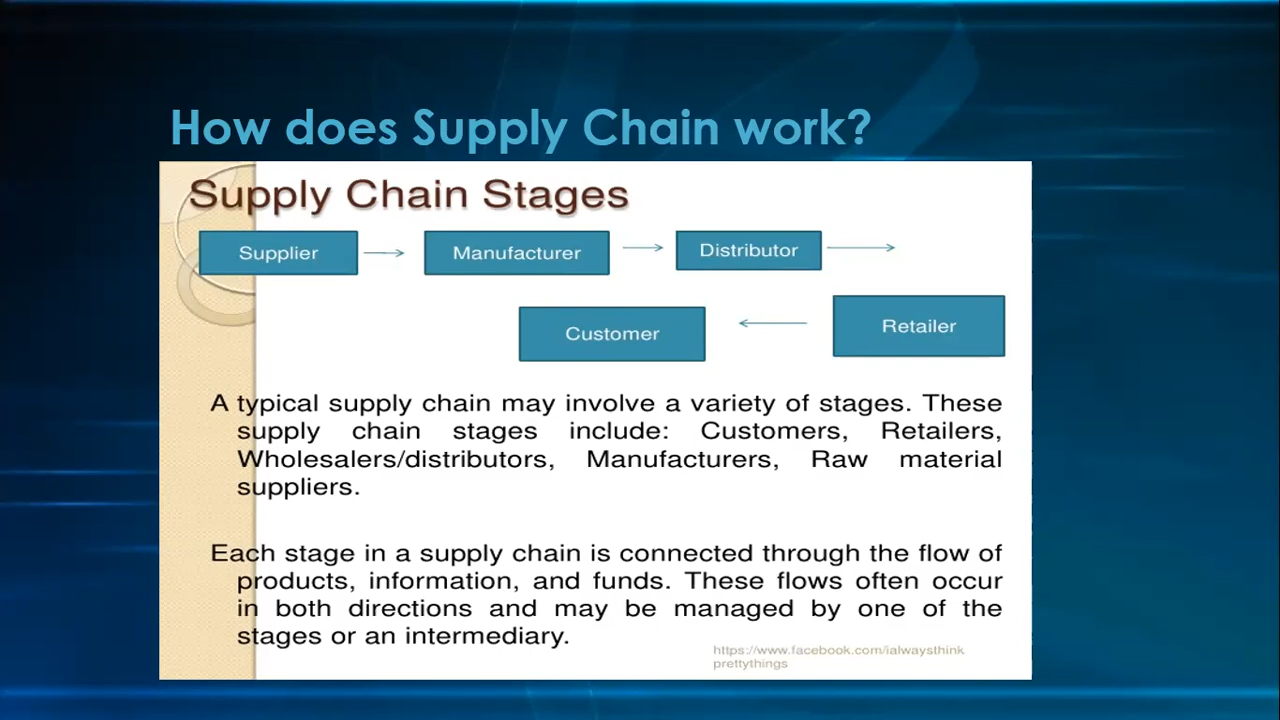 How does Supply Chain work?
Supply Chain Stages
Supplier
Manufacturer
Distributor
Customer
Retailer
A typical supply chain may involve a variety of stages. These
supply chain stages include: Customers, Retailers,
Wholesalers/distributors, Manufacturers, Raw material
suppliers.
Each stage in a supply chain is connected through the flow of
products, information, and funds. These flows often occur
in both directions and may be managed by one of the
stages or an intermediary.
https://www.facebook.com/ialwaysthink
prettythings